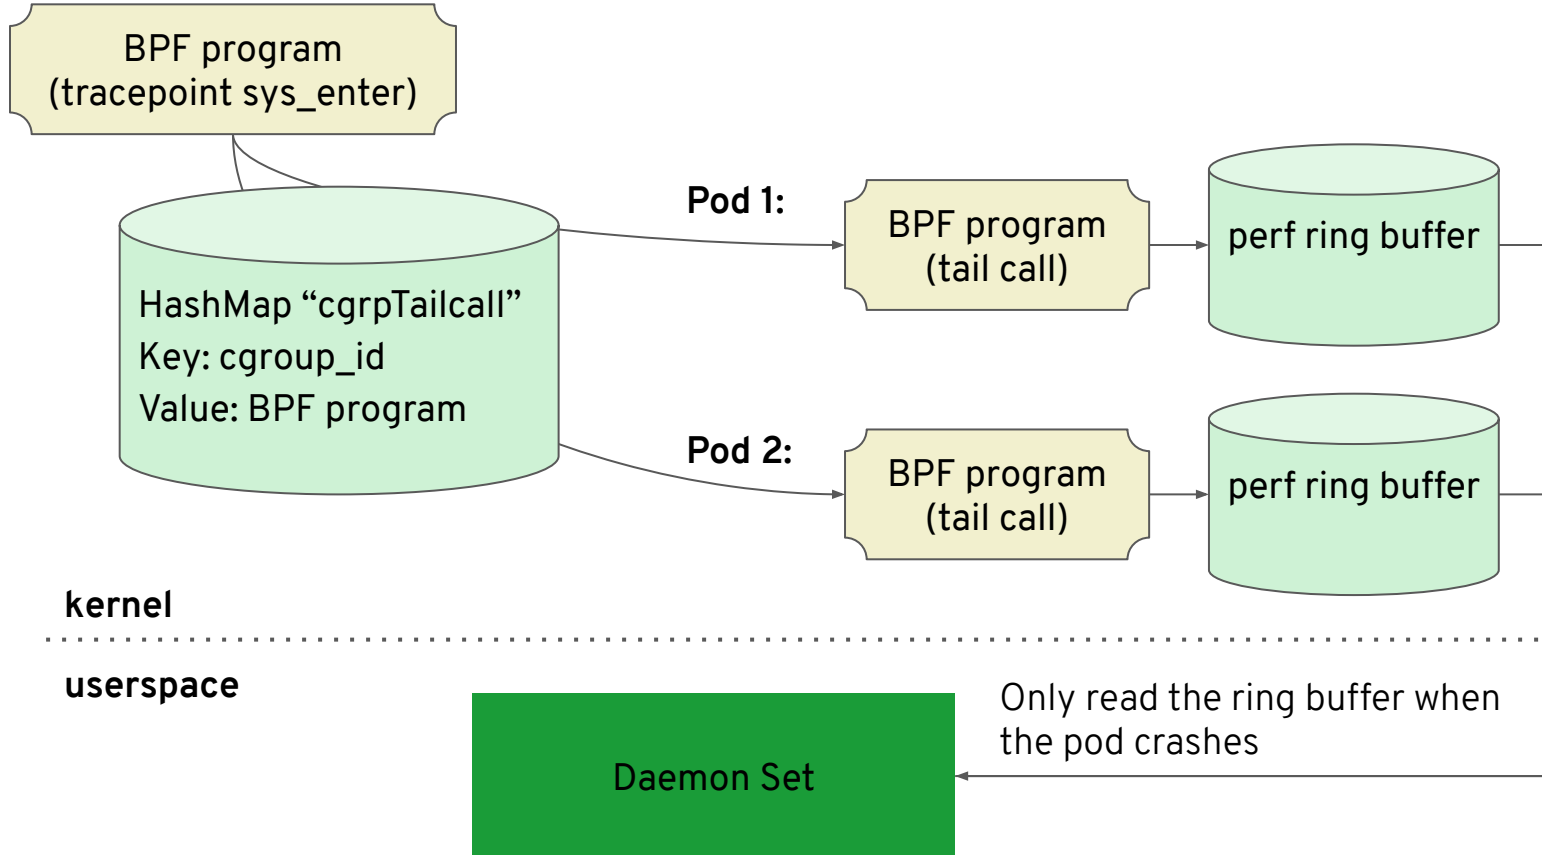 BPF program
(tracepoint sys_enter)
HashMap “cgrpTailcall”
Key: cgroup_id
Value: BPF program
Pod 1:
BPF program
(tail call)
perf ring buffer
Pod 2:
BPF program
(tail call)
perf ring buffer
kernel
userspace
Daemon Set
Only read the ring buffer when
the pod crashes